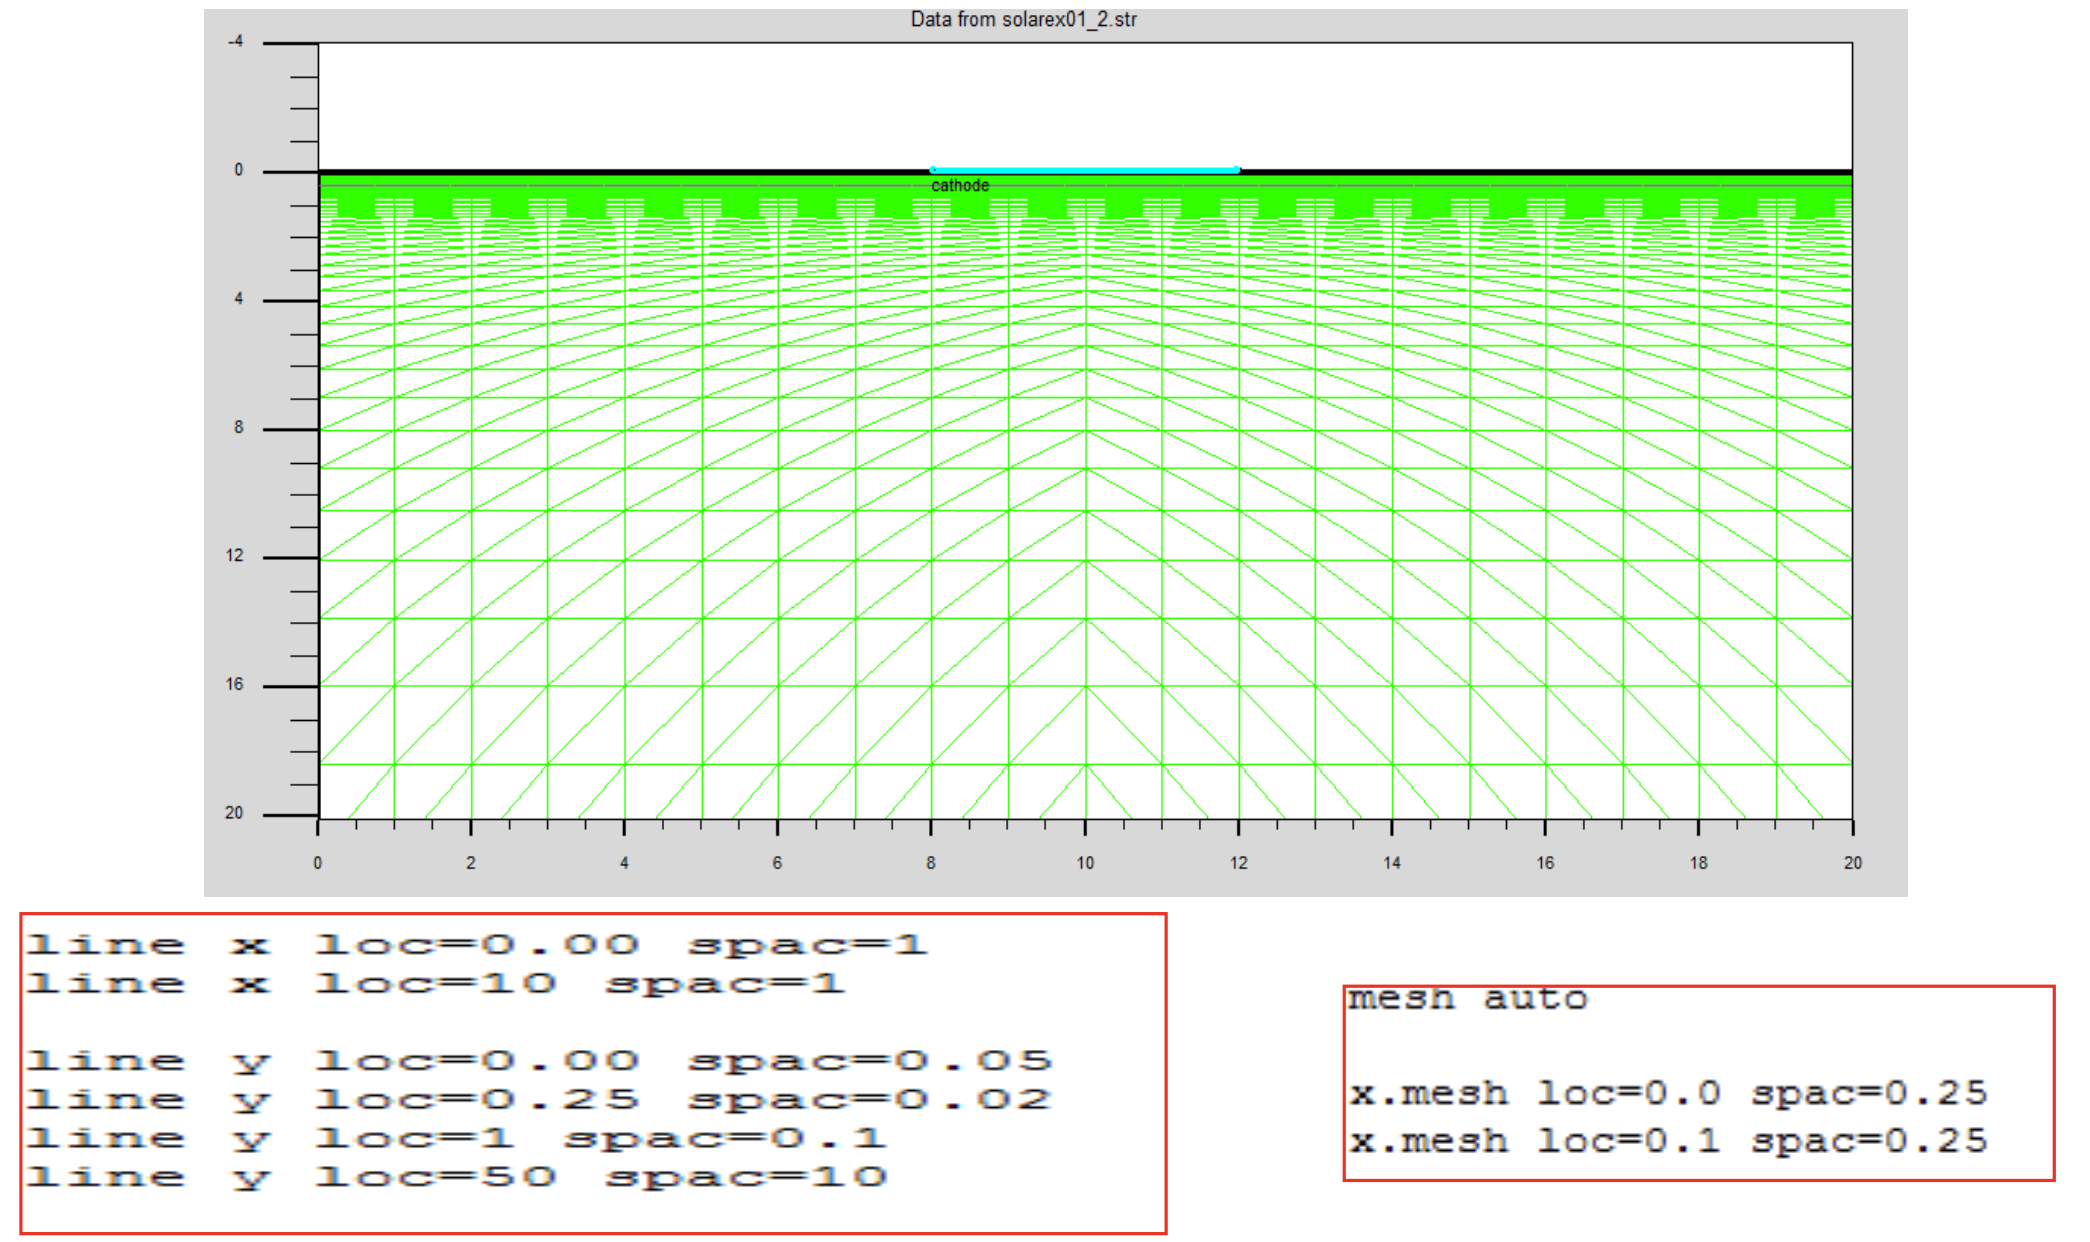 Data from solarex01_2.str
-4
0
cathode
4
8
12
16
20
0 2 4 6 8 10 12 14 16 18 20
line x loc=0.00 spac=1
line x loc=10 spac=1
line y loc=0.00 spac=0.05
line y loc=0.25 spac=0.02
line y loc=1 spac=0.1
line y loc=50 spac=10
mesh auto
x.mesh loc=0.0 spac=0.25
x.mesh loc=0.1 spac=0.25